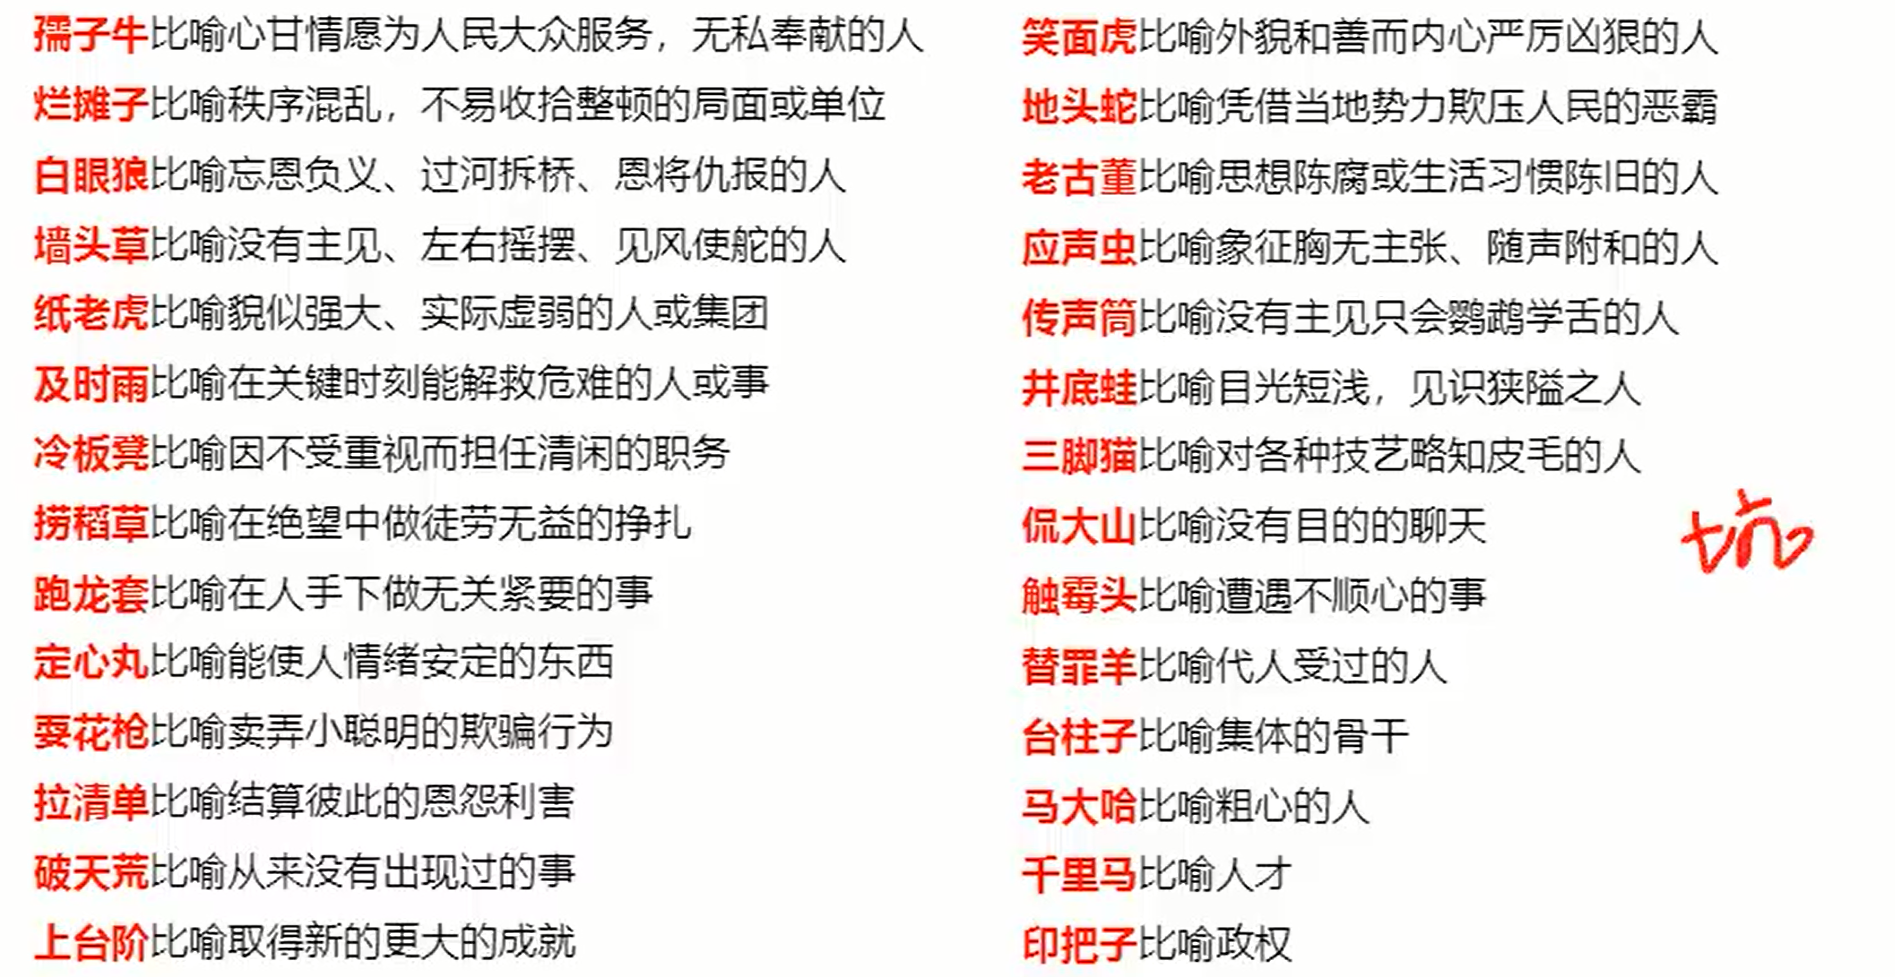 孺子牛比喻心甘情愿为人民大众服务，无私奉献的人
烂摊子比喻秩序混乱，不易收拾整顿的局面或单位
白眼狼比喻忘恩负义、过河拆桥、恩将仇报的人
墙头草比喻没有主见、左右摇摆、见风使舵的人
纸老虎比喻貌似强大、实际虚弱的人或集团
及时雨比喻在关键时刻能解救危难的人或事
冷板凳比喻因不受重视而担任清闲的职务
捞稻草比喻在绝望中做徒劳无益的挣扎
跑龙套比喻在人手下做无关紧要的事
定心丸比喻能使人情绪安定的东西
耍花枪比喻卖弄小聪明的欺骗行为
拉清单比喻结算彼此的恩怨利害
破天荒比喻从来没有出现过的事
上台阶比喻取得新的更大的成就
笑面虎比喻外貌和善而内心严厉凶狠的人
地头蛇比喻凭借当地势力欺压人民的恶霸
老古董比喻思想陈腐或生活习惯陈旧的人
应声虫比喻象征胸无主张、随声附和的人
传声筒比喻没有主见只会鹦鹉学舌的人
井底蛙比喻目光短浅，见识狭隘之人
三脚猫比喻对各种技艺略知皮毛的人
侃大山比喻没有目的的聊天
坑
触霉头比喻遭遇不顺心的事
替罪羊比喻代人受过的人
台柱子比喻集体的骨干
马大哈比喻粗心的人
千里马比喻人才
印把子比喻政权